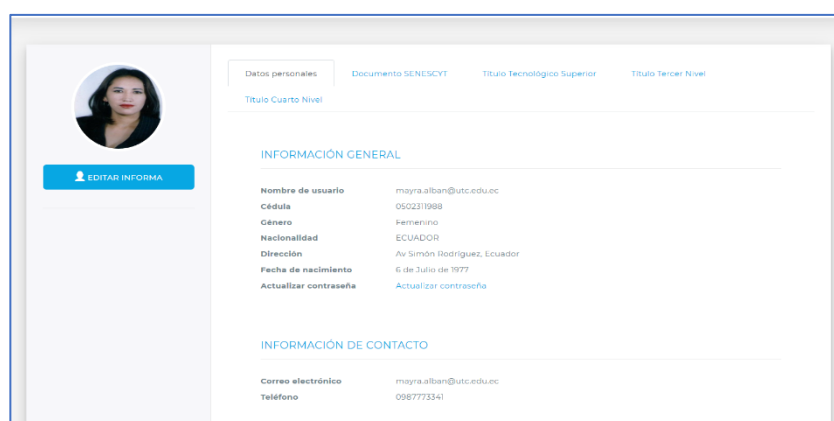 Datos personales Documento SENESCYT Título Tecnológico Superior Título Tercer Nivel
Título Cuarto Nivel
EDITAR INFORMA
INFORMACIÓN GENERAL
Nombre de usuario mayra.alban@utc.edu.ec
Cédula 0502311988
Género Femenino
Nacionalidad ECUADOR
Dirección Av Simón Rodríguez, Ecuador
Fecha de nacimiento 6 de Julio de 1977
Actualizar contraseña Actualizar contraseña
INFORMACIÓN DE CONTACTO
Correo electrónico mayra.alban@utc.edu.ec
Teléfono 0987773341